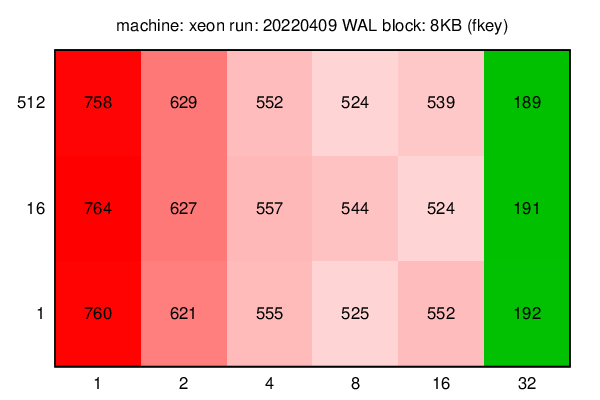 machine: xeon run: 20220409 WAL block: 8KB (fkey)
512 758 629 552 524 539 189
16 764 627 557 544 524 191
1 760 621 555 525 552 192
1 2 4 8 16 32